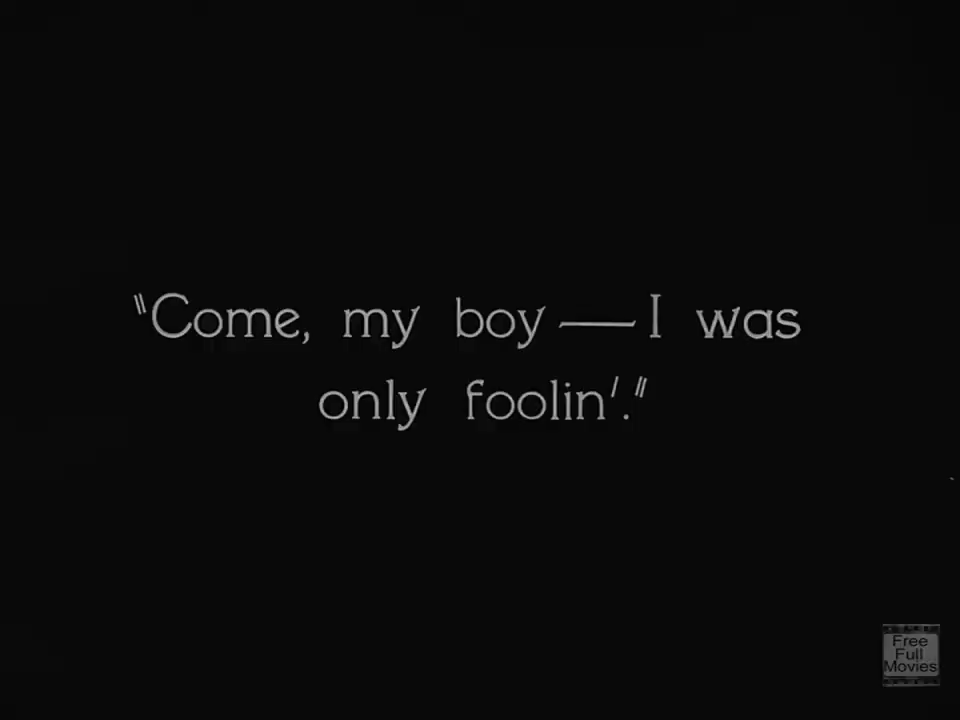 "Come, my boy — I was
only foolin'."
Free
Full
Movies